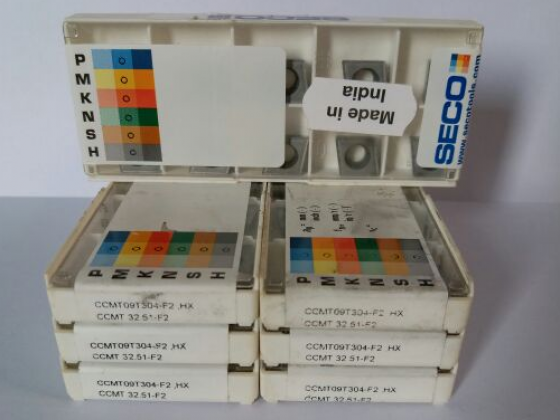 SECO
P
M
K
N
S
H
Made in
India
SECO
www.secotools.com
P M K N S H
P M K N S H
CCMT09T304-F2 ,HX
CCMT 32.51-F2
CCMT09T304-F2 ,HX
CCMT 32.51-F2
CCMT09T304-F2 ,HX
CCMT 32.51-F2
CCMT09T304-F2 ,HX
CCMT 32.51-F2
CCMT09T304-F2 ,HX
CCMT 32.51-F2
CCMT09T304-F2 ,HX
CCMT 32.51-F2